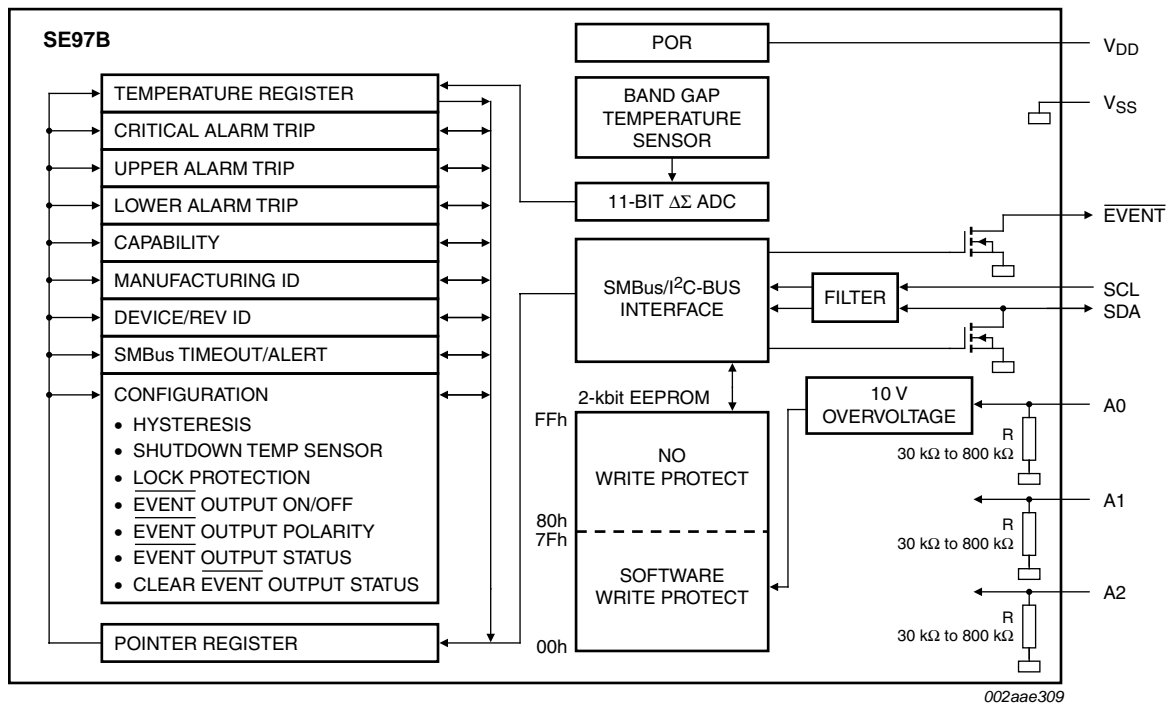 SE97B
TEMPERATURE REGISTER
CRITICAL ALARM TRIP
UPPER ALARM TRIP
LOWER ALARM TRIP
CAPABILITY
MANUFACTURING ID
DEVICE/REV ID
SMBus TIMEOUT/ALERT
CONFIGURATION
• HYSTERESIS
• SHUTDOWN TEMP SENSOR
• LOCK PROTECTION
• EVENT OUTPUT ON/OFF
• EVENT OUTPUT POLARITY
• EVENT OUTPUT STATUS
• CLEAR EVENT OUTPUT STATUS
POINTER REGISTER
POR
BAND GAP
TEMPERATURE
SENSOR
11-BIT ΔΣ ADC
SMBus/I²C-BUS
INTERFACE
FILTER
2-kbit EEPROM
FFh
NO
WRITE PROTECT
80h
7Fh
SOFTWARE
WRITE PROTECT
00h
10 V
OVERVOLTAGE
R
30 kΩ to 800 kΩ
R
30 kΩ to 800 kΩ
R
30 kΩ to 800 kΩ
VDD
VSS
EVENT
SCL
SDA
A0
A1
A2
002aae309